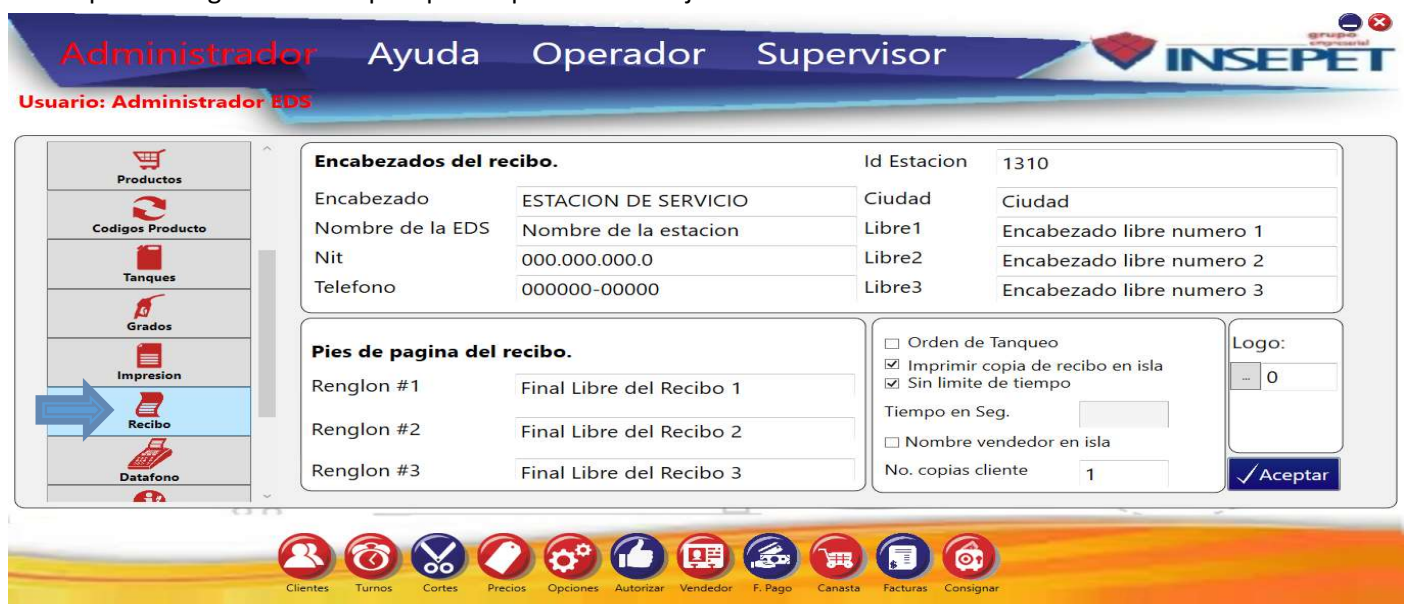 Administrador Ayuda Operador Supervisor
grupo
empresarial
INSEPET
Usuario: Administrador EDS
Productos
Codigos Producto
Tanques
Grados
Impresion
Recibo
Datafono
Encabezados del recibo.
Id Estacion 1310
Encabezado ESTACION DE SERVICIO Ciudad Ciudad
Nombre de la EDS Nombre de la estacion Libre1 Encabezado libre numero 1
Nit 000.000.000.0 Libre2 Encabezado libre numero 2
Telefono 000000-00000 Libre3 Encabezado libre numero 3
Pies de pagina del recibo.
Renglon #1 Final Libre del Recibo 1
Renglon #2 Final Libre del Recibo 2
Renglon #3 Final Libre del Recibo 3
Orden de Tanqueo
Imprimir copia de recibo en isla
Sin limite de tiempo
Tiempo en Seg.
Nombre vendedor en isla
No. copias cliente 1
Logo:
... 0
Aceptar
Clientes Turnos Cortes Precios Opciones Autorizar Vendedor F. Pago Canasta Facturas Consignar